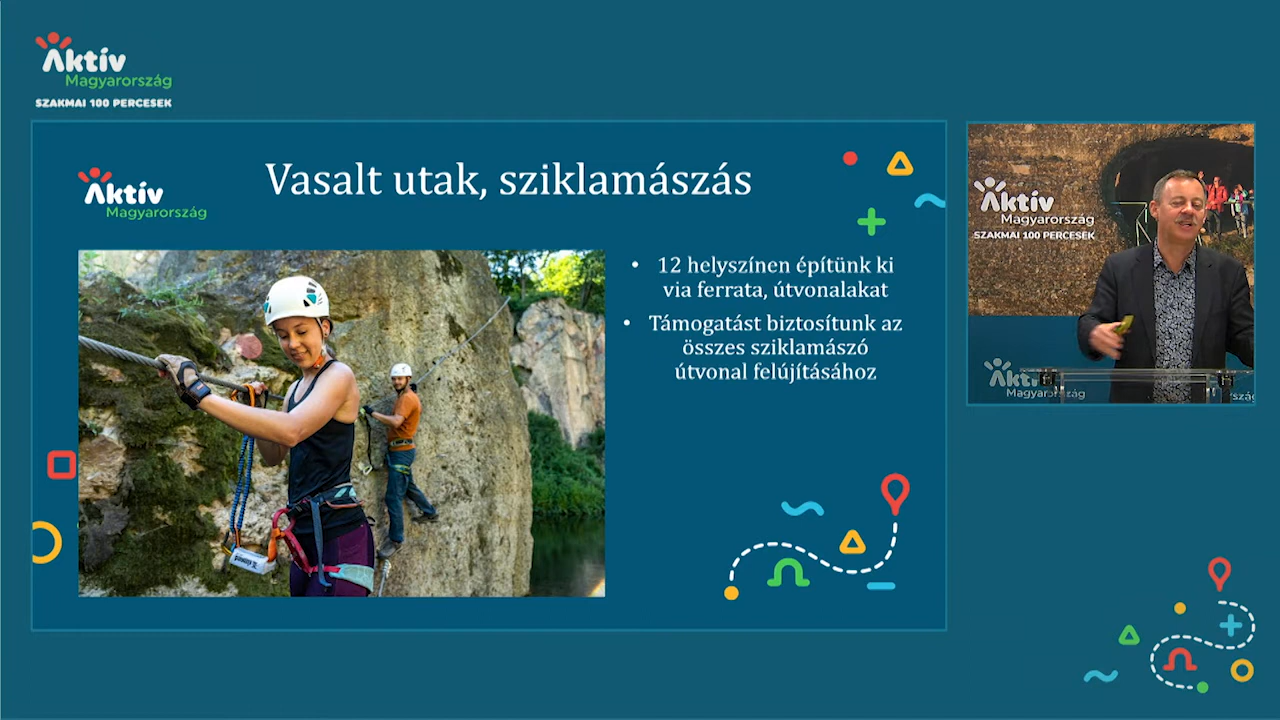 Aktív
Magyarország
SZAKMAI 100 PERCESEK
Aktív
Magyarország
Vasalt utak, sziklamászás
• 12 helyszínen építünk ki
via ferrata, útvonalakat
• Támogatást biztosítunk az
összes sziklamászó
útvonal felújításához
Aktív
Magyarország
SZAKMAI 100 PERCESEK
Magyarország